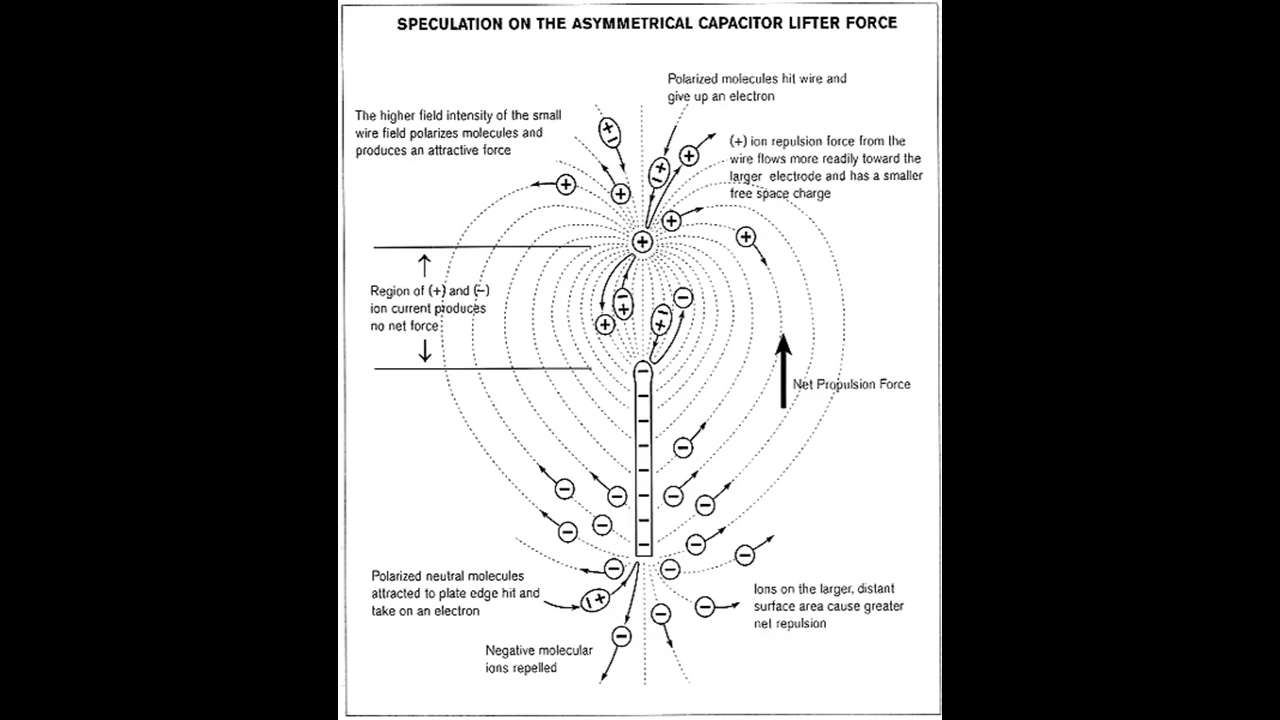 SPECULATION ON THE ASYMMETRICAL CAPACITOR LIFTER FORCE
Polarized molecules hit wire and
give up an electron
The higher field intensity of the small
wire field polarizes molecules and
produces an attractive force
(+) ion repulsion force from the
wire flows more readily toward the
larger electrode and has a smaller
free space charge
Region of (+) and (−)
ion current produces
no net force
Net Propulsion Force
Polarized neutral molecules
attracted to plate edge hit and
take on an electron
Ions on the larger, distant
surface area cause greater
net repulsion
Negative molecular
ions repelled